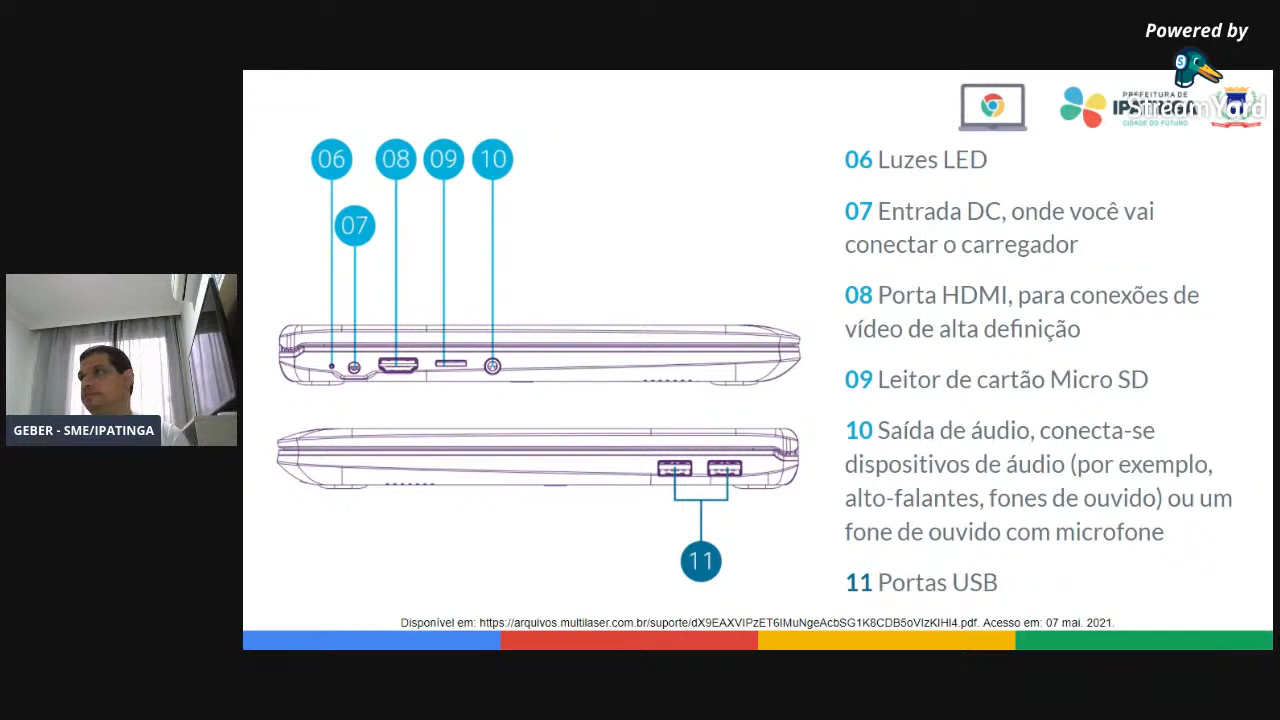 Powered by
StreamYard
PREFEITURA DE
IPATINGA
CIDADE DO FUTURO
06
08
09
10
07
11
06 Luzes LED
07 Entrada DC, onde você vai
conectar o carregador
08 Porta HDMI, para conexões de
vídeo de alta definição
09 Leitor de cartão Micro SD
10 Saída de áudio, conecta-se
dispositivos de áudio (por exemplo,
alto-falantes, fones de ouvido) ou um
fone de ouvido com microfone
11 Portas USB
GEBER - SME/IPATINGA
Disponível em: https://arquivos.multilaser.com.br/suporte/dX9EAXVIPzET6IMuNgeAcbSG1K8CDB5oVIzKIHI4.pdf. Acesso em: 07 mai. 2021.